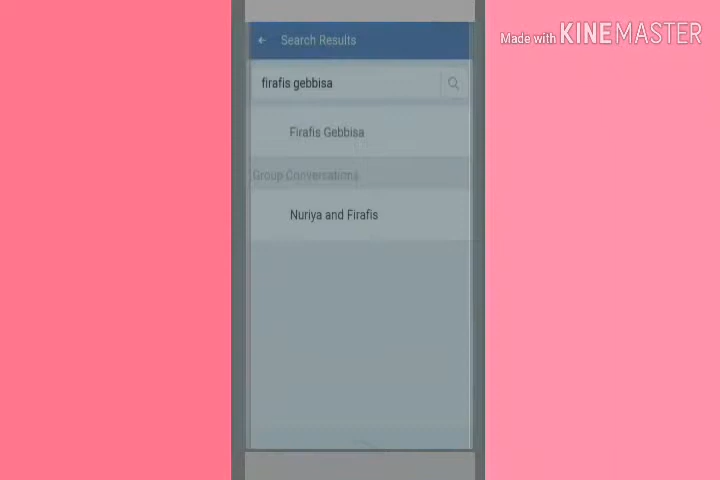 Search Results
Made with KINEMASTER
firafis gebbisa
Firafis Gebbisa
Group Conversations
Nuriya and Firafis